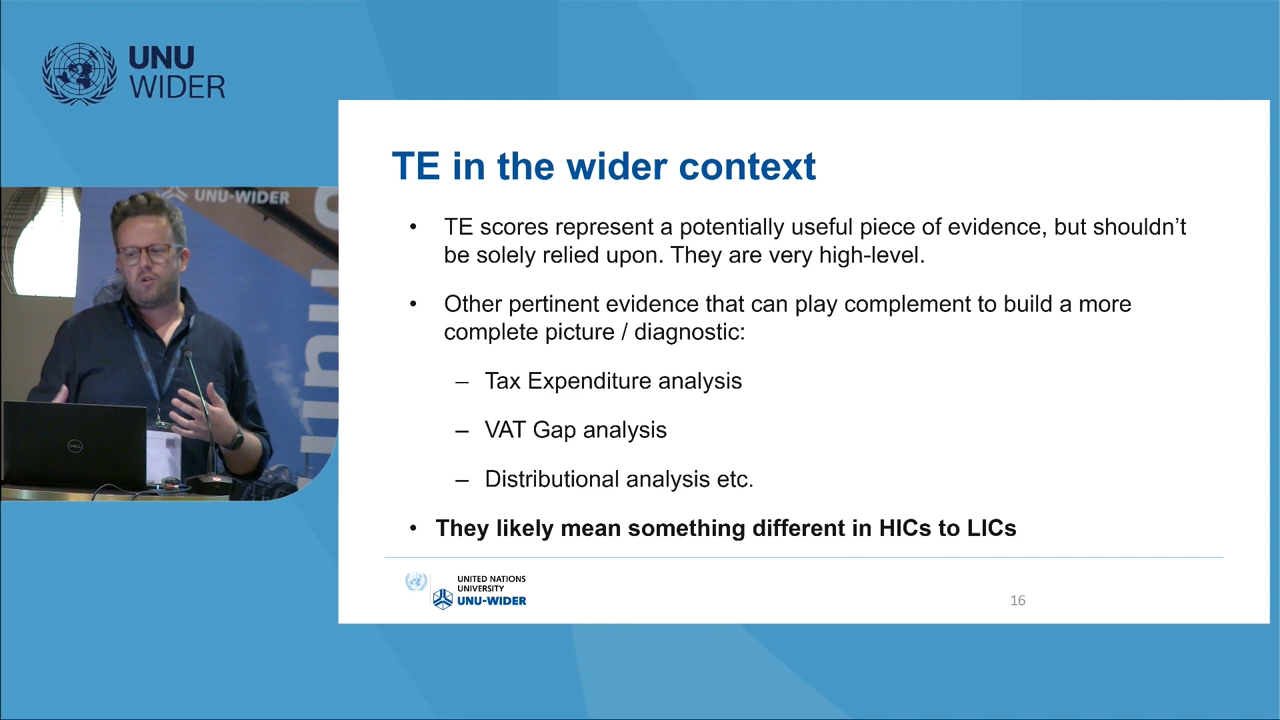 UNU
WIDER
UNU-WIDER
DELL
TE in the wider context
• TE scores represent a potentially useful piece of evidence, but shouldn’t
be solely relied upon. They are very high-level.
• Other pertinent evidence that can play complement to build a more
complete picture / diagnostic:
– Tax Expenditure analysis
– VAT Gap analysis
– Distributional analysis etc.
• They likely mean something different in HICs to LICs
UNITED NATIONS
UNIVERSITY
UNU-WIDER
16